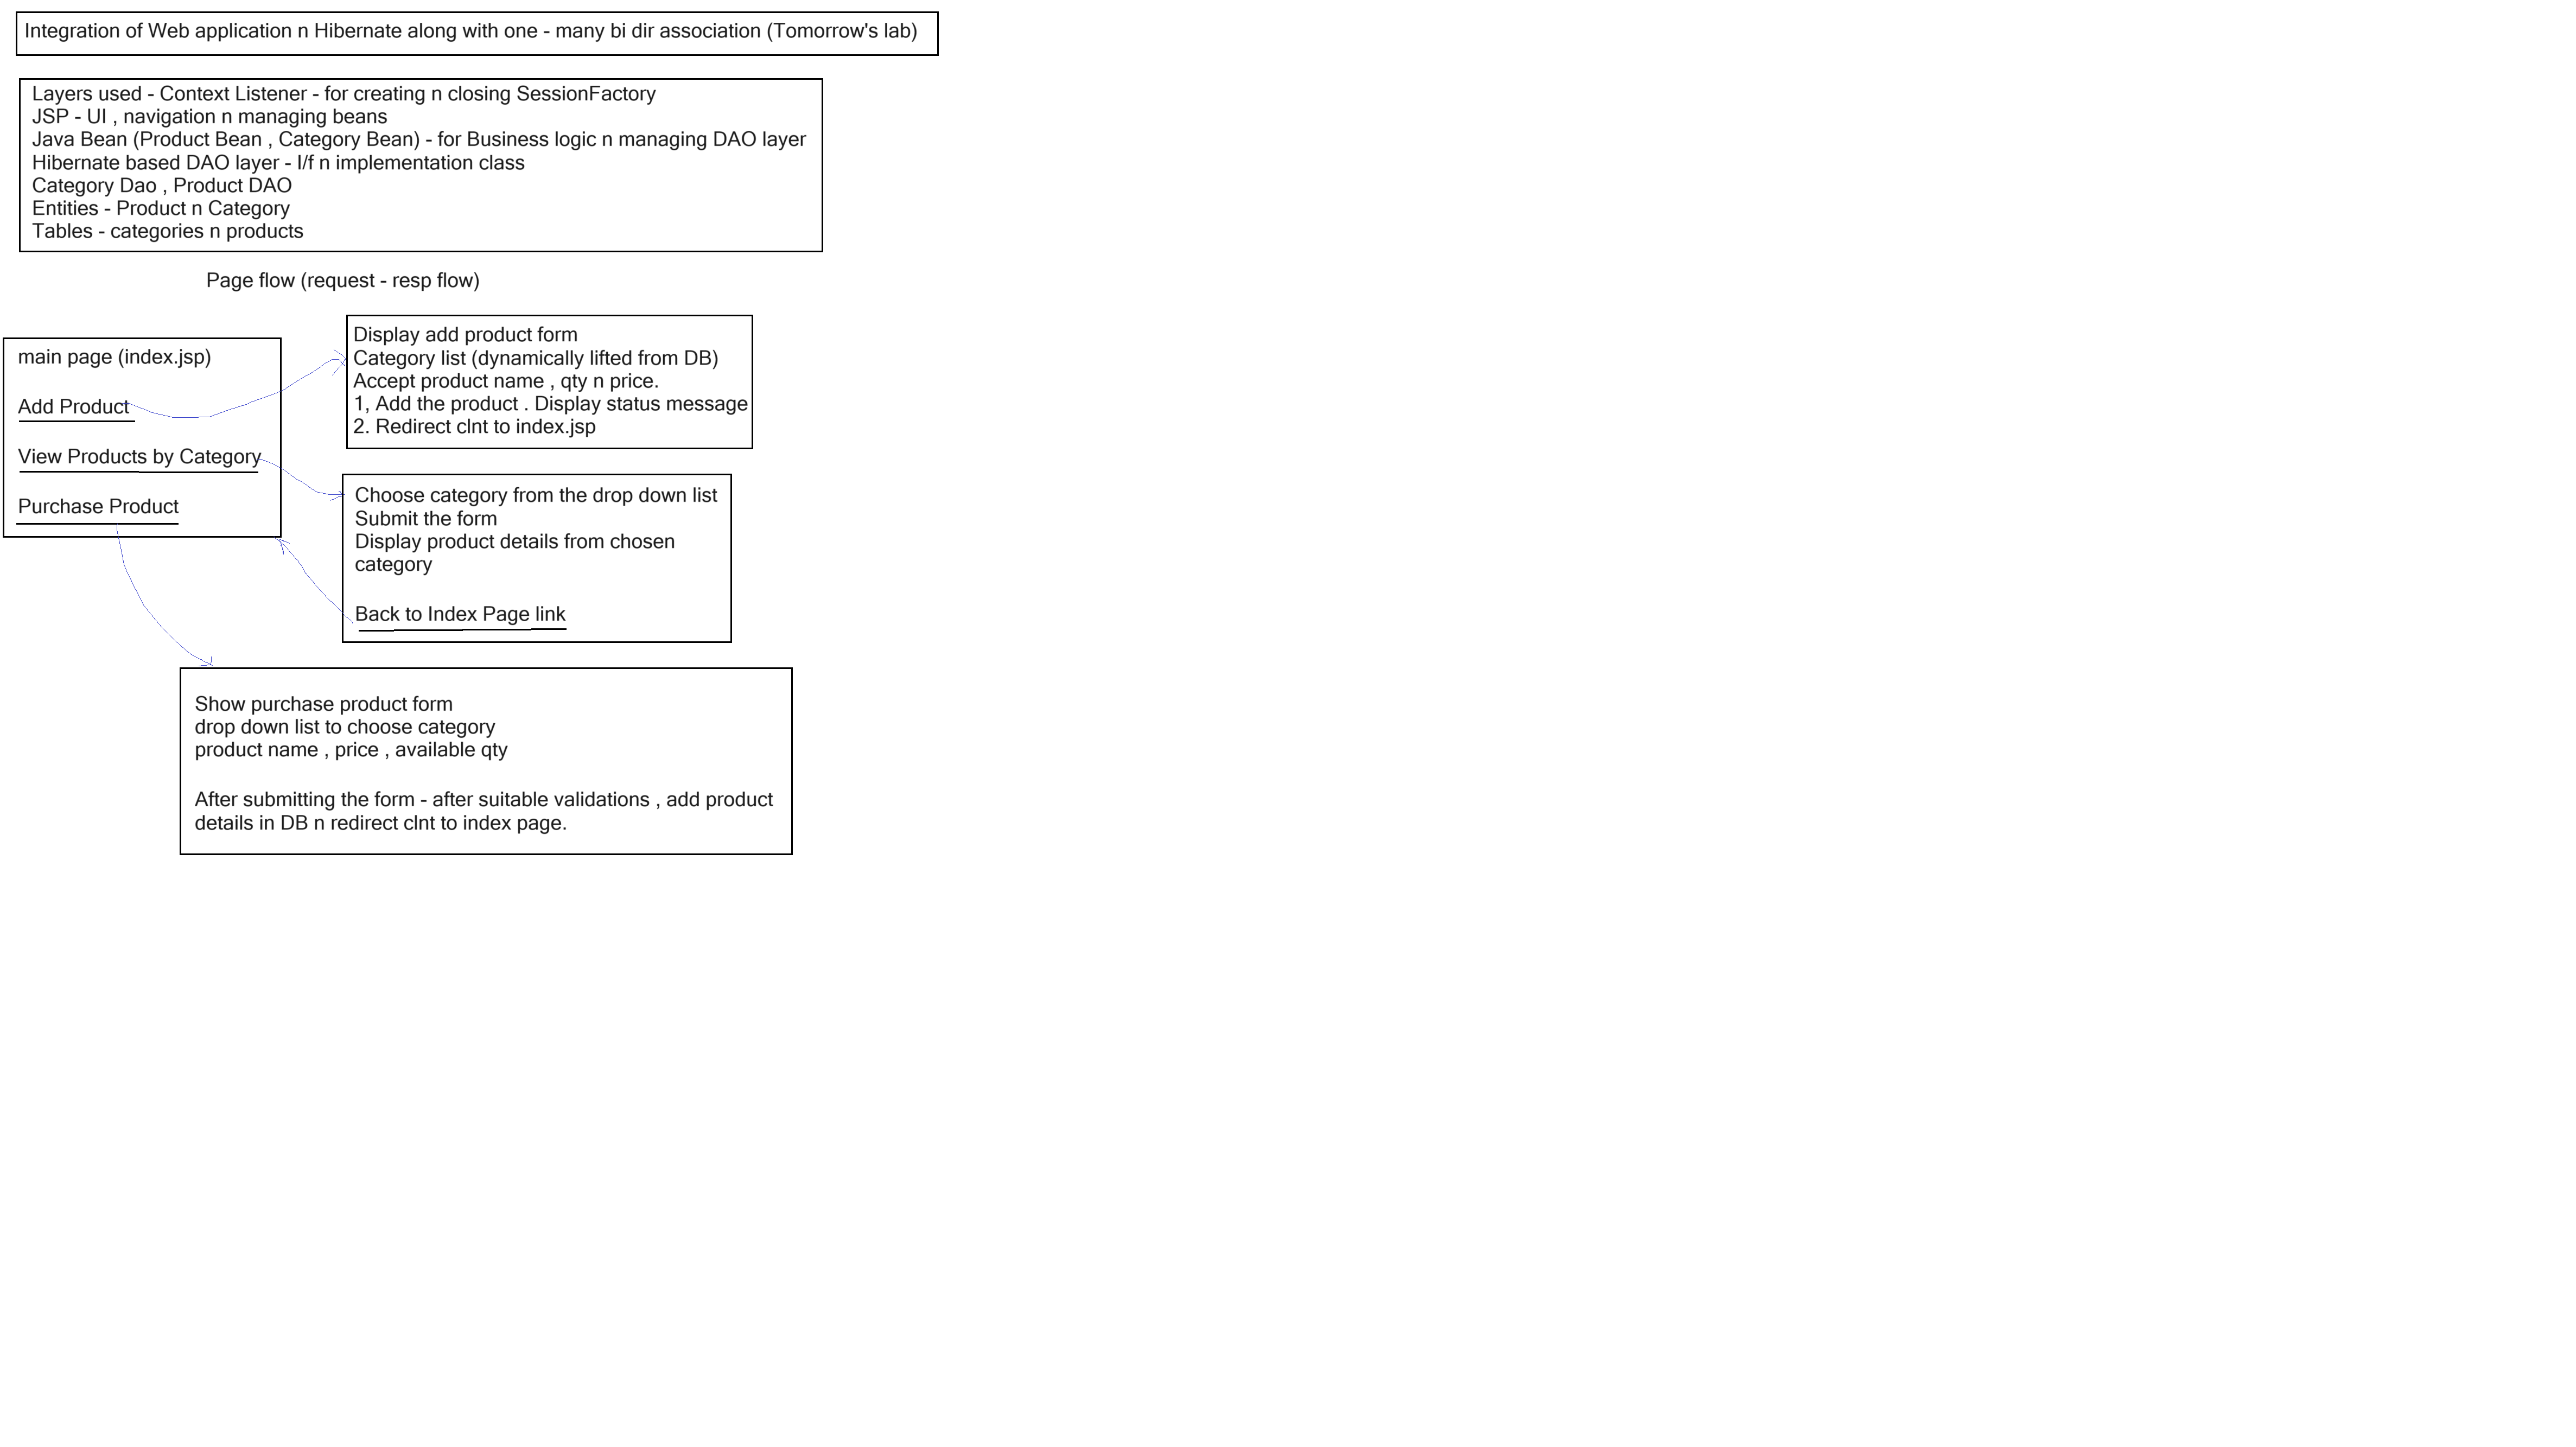 Integration of Web application n Hibernate along with one - many bi dir association (Tomorrow's lab)
Layers used - Context Listener - for creating n closing SessionFactory
JSP - UI , navigation n managing beans
Java Bean (Product Bean , Category Bean) - for Business logic n managing DAO layer
Hibernate based DAO layer - I/f n implementation class
Category Dao , Product DAO
Entities - Product n Category
Tables - categories n products
Page flow (request - resp flow)
main page (index.jsp)
Add Product
View Products by Category
Purchase Product
Display add product form
Category list (dynamically lifted from DB)
Accept product name , qty n price.
1, Add the product . Display status message
2. Redirect clnt to index.jsp
Choose category from the drop down list
Submit the form
Display product details from chosen
category
Back to Index Page link
Show purchase product form
drop down list to choose category
product name , price , available qty
After submitting the form - after suitable validations , add product
details in DB n redirect clnt to index page.